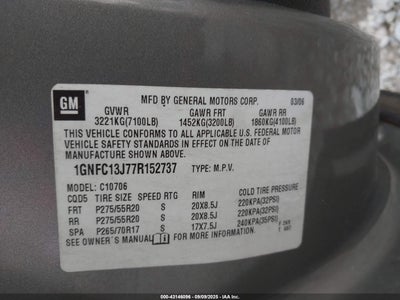 GM
MFD BY GENERAL MOTORS CORP. 03/06
GVWR GAWR FRT GAWR RR
3221KG(7100LB) 1452KG(3200LB) 1860KG(4100LB)
THIS VEHICLE CONFORMS TO ALL APPLICABLE U.S. FEDERAL MOTOR
VEHICLE SAFETY STANDARDS IN EFFECT ON THE DATE OF
MANUFACTURE SHOWN ABOVE.
1GNFC13J77R152737 TYPE: M.P.V.
MODEL: C10706
CQD5 TIRE SIZE SPEED RTG RIM COLD TIRE PRESSURE
FRT P275/55R20 S 20X8.5J 220KPA(32PSI)
RR P275/55R20 S 20X8.5J 220KPA(32PSI)
SPA P265/70R17 S 17X7.5J 240KPA(35PSI)
SEE OWNER'S MANUAL FOR ADDITIONAL INFORMATION.
000-43146096 - 09/09/2025 - IAA, Inc.